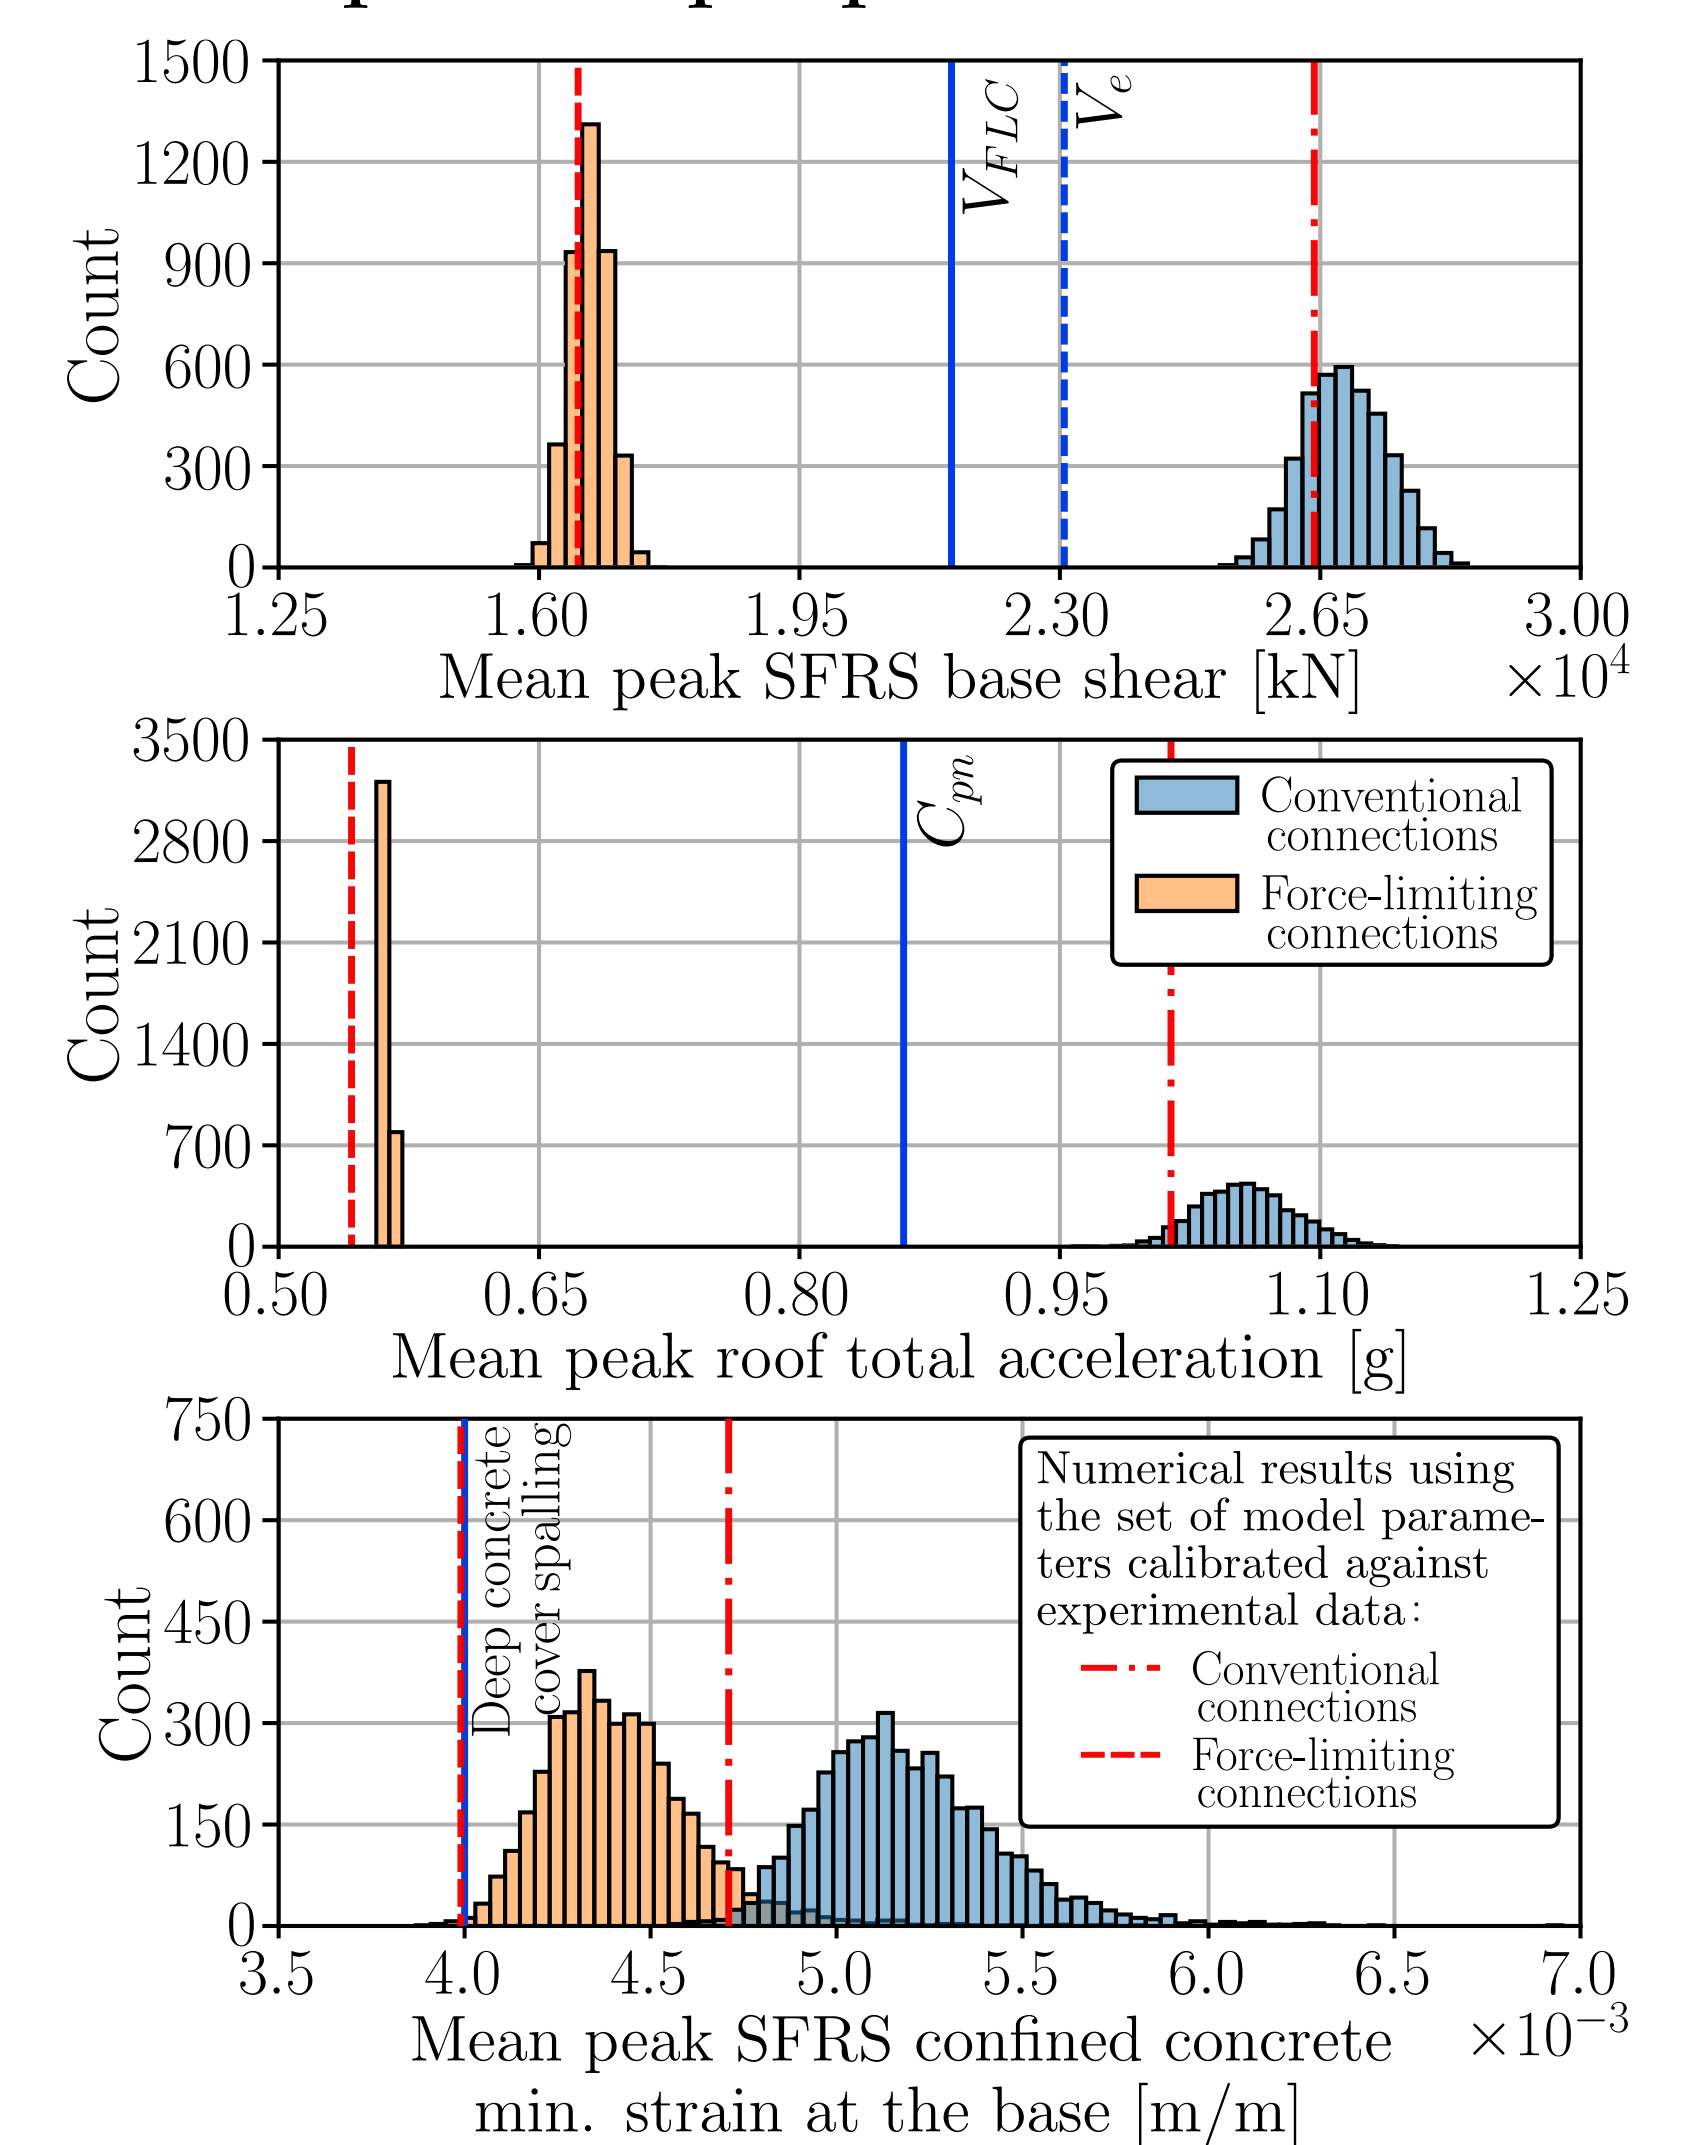 1500
1200
900
600
300
0
Count
V_FLC
V_e
1.25 1.60 1.95 2.30 2.65 3.00
Mean peak SFRS base shear [kN]
×10⁴
3500
2800
2100
1400
700
0
Count
C_pn
Conventional
connections
Force-limiting
connections
0.50 0.65 0.80 0.95 1.10 1.25
Mean peak roof total acceleration [g]
750
600
450
300
150
0
Count
Deep concrete
cover spalling
Numerical results using
the set of model parame-
ters calibrated against
experimental data:
Conventional
connections
Force-limiting
connections
3.5 4.0 4.5 5.0 5.5 6.0 6.5 7.0
×10⁻³
Mean peak SFRS confined concrete
min. strain at the base [m/m]